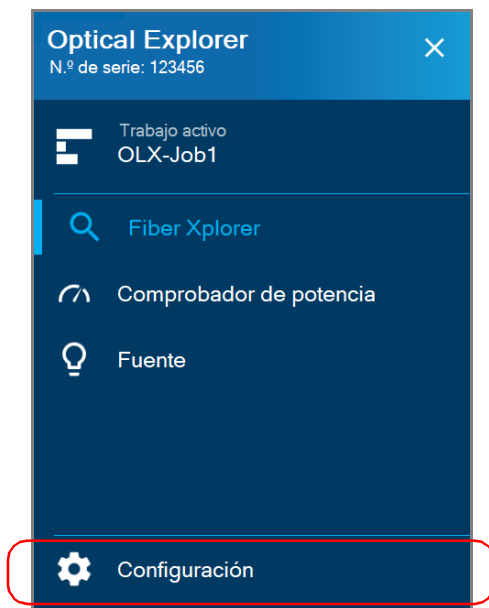 Optical Explorer
N.º de serie: 123456
Trabajo activo
OLX-Job1
Fiber Xplorer
Comprobador de potencia
Fuente
Configuración